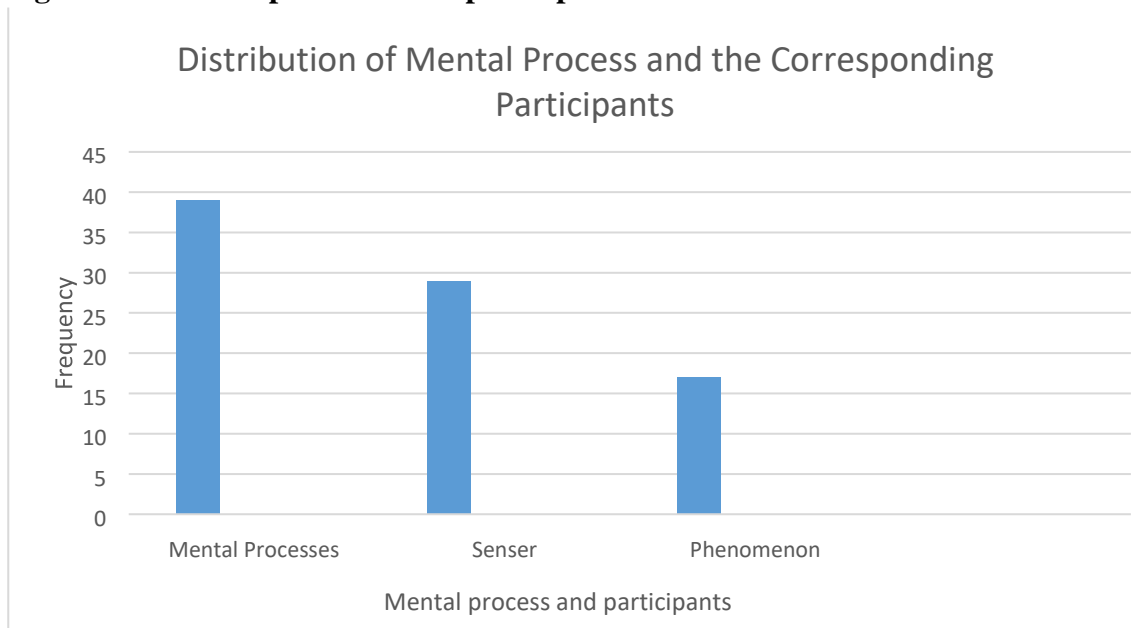 Distribution of Mental Process and the Corresponding
Participants
45
40
35
30
25
20
15
10
5
0
Frequency
Mental Processes Senser Phenomenon
Mental process and participants